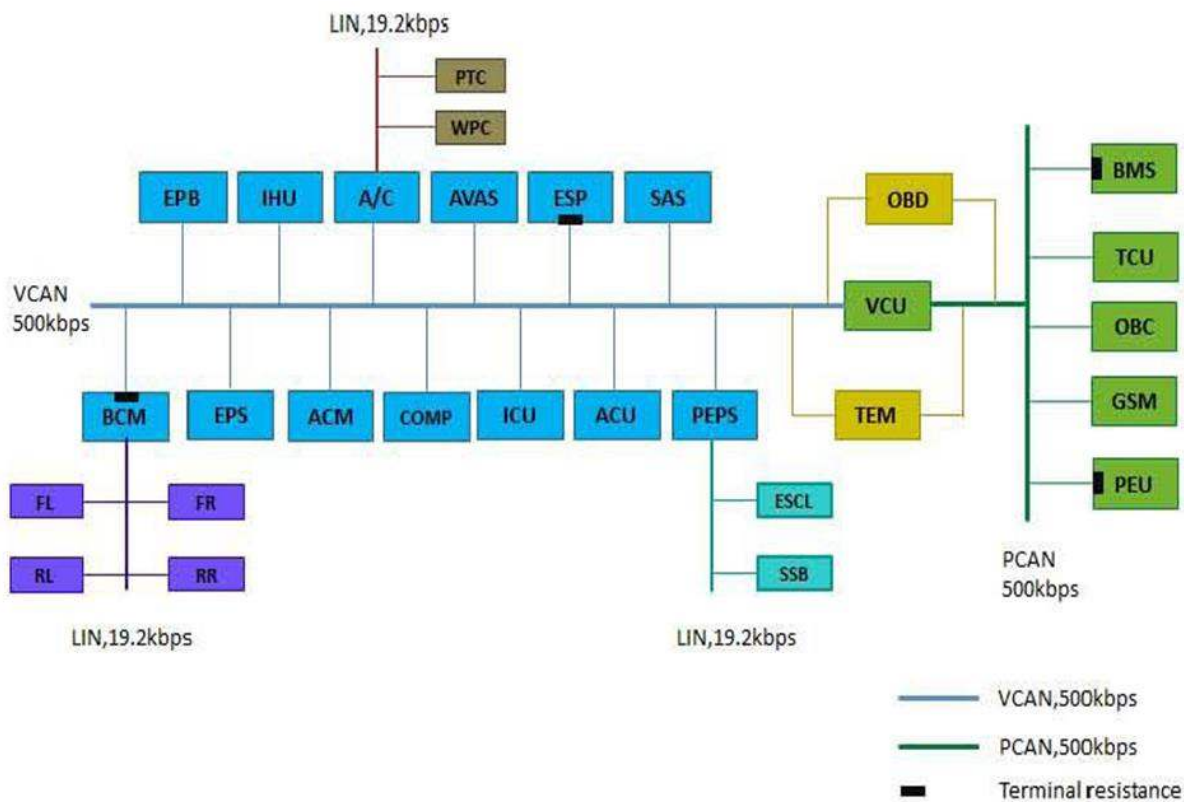 LIN,19.2kbps
PTC
WPC
EPB
IHU
A/C
AVAS
ESP
SAS
OBD
BMS
TCU
VCAN
500kbps
VCU
OBC
BCM
EPS
ACM
COMP
ICU
ACU
PEPS
TEM
GSM
PEU
FL
FR
RL
RR
ESCL
SSB
LIN,19.2kbps
LIN,19.2kbps
PCAN
500kbps
VCAN,500kbps
PCAN,500kbps
Terminal resistance